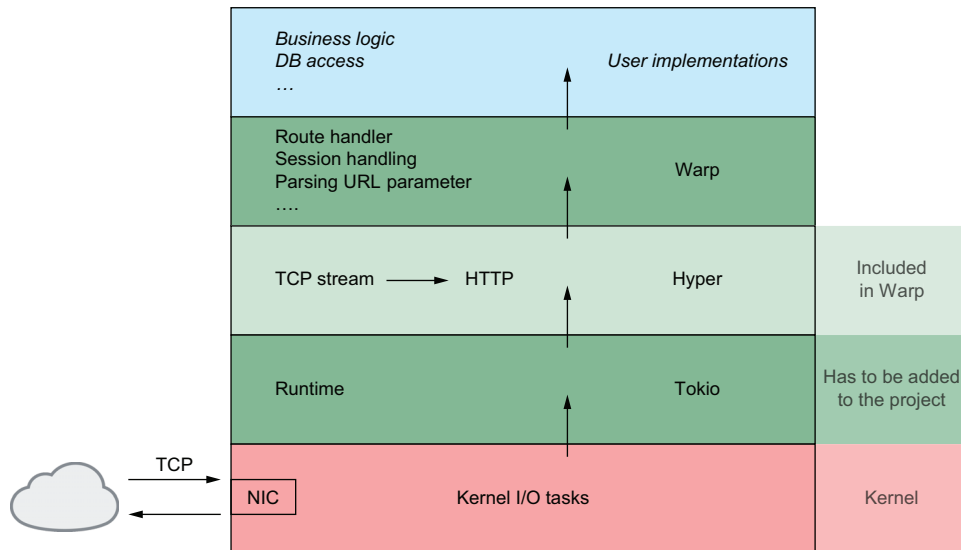 Business logic
DB access
…
User implementations
Route handler
Session handling
Parsing URL parameter
….
Warp
TCP stream
HTTP
Hyper
Included
in Warp
Runtime
Tokio
Has to be added
to the project
TCP
NIC
Kernel I/O tasks
Kernel